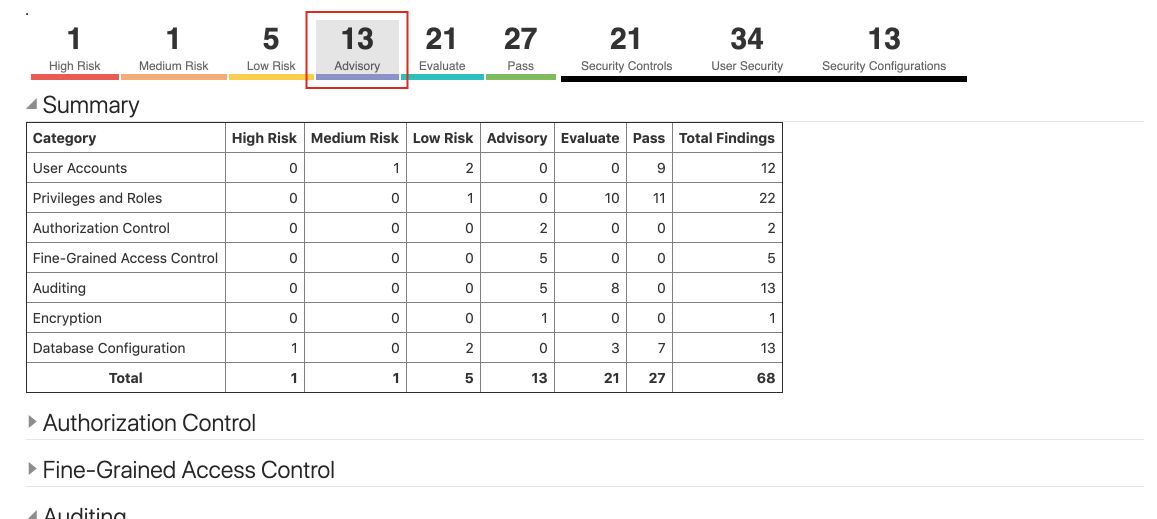 1 1 5 13 21 27 21 34 13
High Risk Medium Risk Low Risk Advisory Evaluate Pass Security Controls User Security Security Configurations
Summary
Category High Risk Medium Risk Low Risk Advisory Evaluate Pass Total Findings
User Accounts 0 1 2 0 0 9 12
Privileges and Roles 0 0 1 0 10 11 22
Authorization Control 0 0 0 2 0 0 2
Fine-Grained Access Control 0 0 0 5 0 0 5
Auditing 0 0 0 5 8 0 13
Encryption 0 0 0 1 0 0 1
Database Configuration 1 0 2 0 3 7 13
Total 1 1 5 13 21 27 68
Authorization Control
Fine-Grained Access Control
Auditing